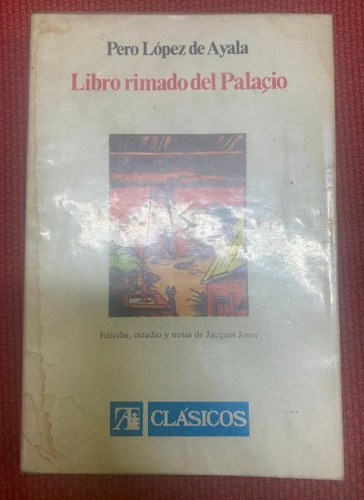 Pero López de Ayala
Libro rimado del Palaçio
Edición, estudio y notas de Jacques Joset
CLÁSICOS